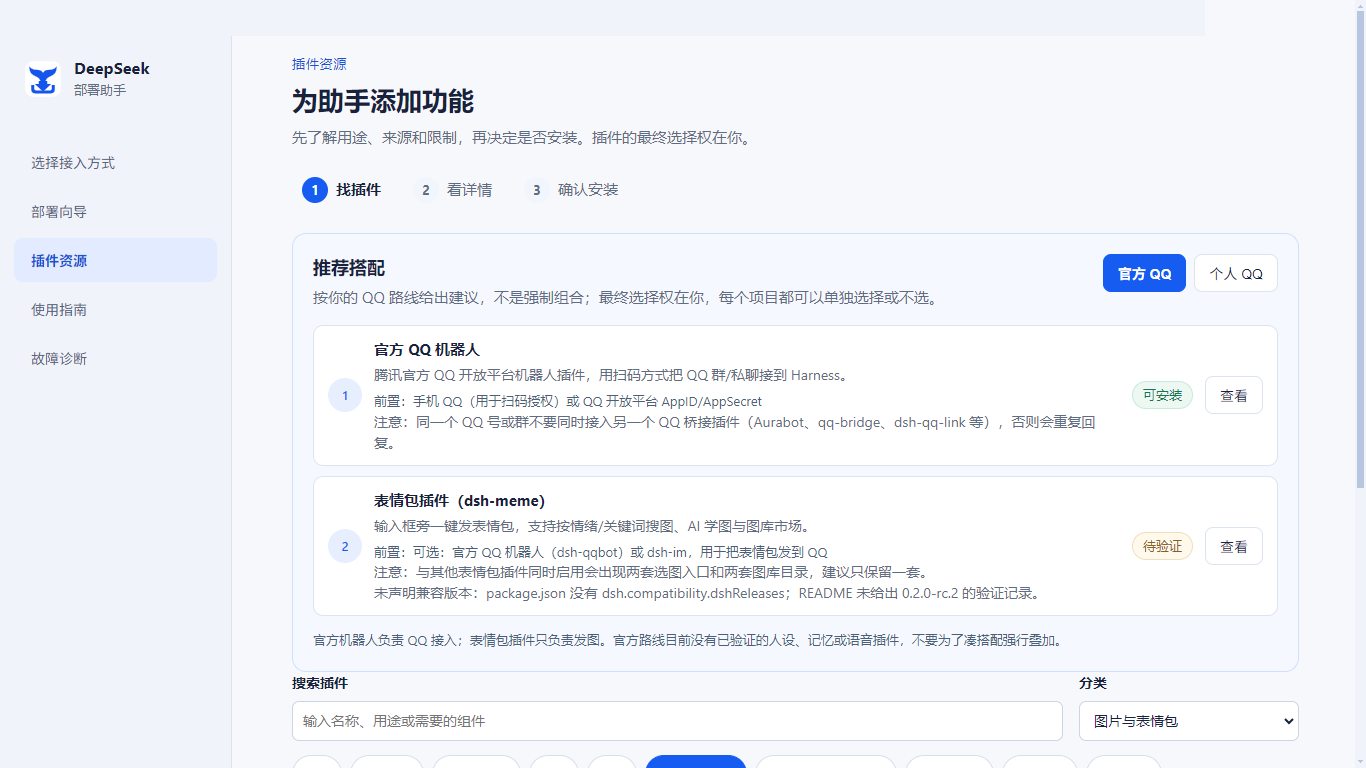 DeepSeek
部署助手
选择接入方式
部署向导
插件资源
使用指南
故障诊断
插件资源
为助手添加功能
先了解用途、来源和限制，再决定是否安装。插件的最终选择权在你。
1 找插件 2 看详情 3 确认安装
推荐搭配
按你的 QQ 路线给出建议，不是强制组合；最终选择权在你，每个项目都可以单独选择或不选。
官方 QQ 个人 QQ
1
官方 QQ 机器人
腾讯官方 QQ 开放平台机器人插件，用扫码方式把 QQ 群/私聊接到 Harness。
前置：手机 QQ（用于扫码授权）或 QQ 开放平台 AppID/AppSecret
注意：同一个 QQ 号或群不要同时接入另一个 QQ 桥接插件（Aurabot、qq-bridge、dsh-qq-link 等），否则会重复回
复。
可安装 查看
2
表情包插件（dsh-meme）
输入框旁一键发表情包，支持按情绪/关键词搜图、AI 学图与图库市场。
前置：可选：官方 QQ 机器人（dsh-qqbot）或 dsh-im，用于把表情包发到 QQ
注意：与其他表情包插件同时启用会出现两套选图入口和两套图库目录，建议只保留一套。
未声明兼容版本：package.json 没有 dsh.compatibility.dshReleases；README 未给出 0.2.0-rc.2 的验证记录。
待验证 查看
官方机器人负责 QQ 接入；表情包插件只负责发图。官方路线目前没有已验证的人设、记忆或语音插件，不要为了凑搭配强行叠加。
搜索插件
输入名称、用途或需要的组件
分类
图片与表情包